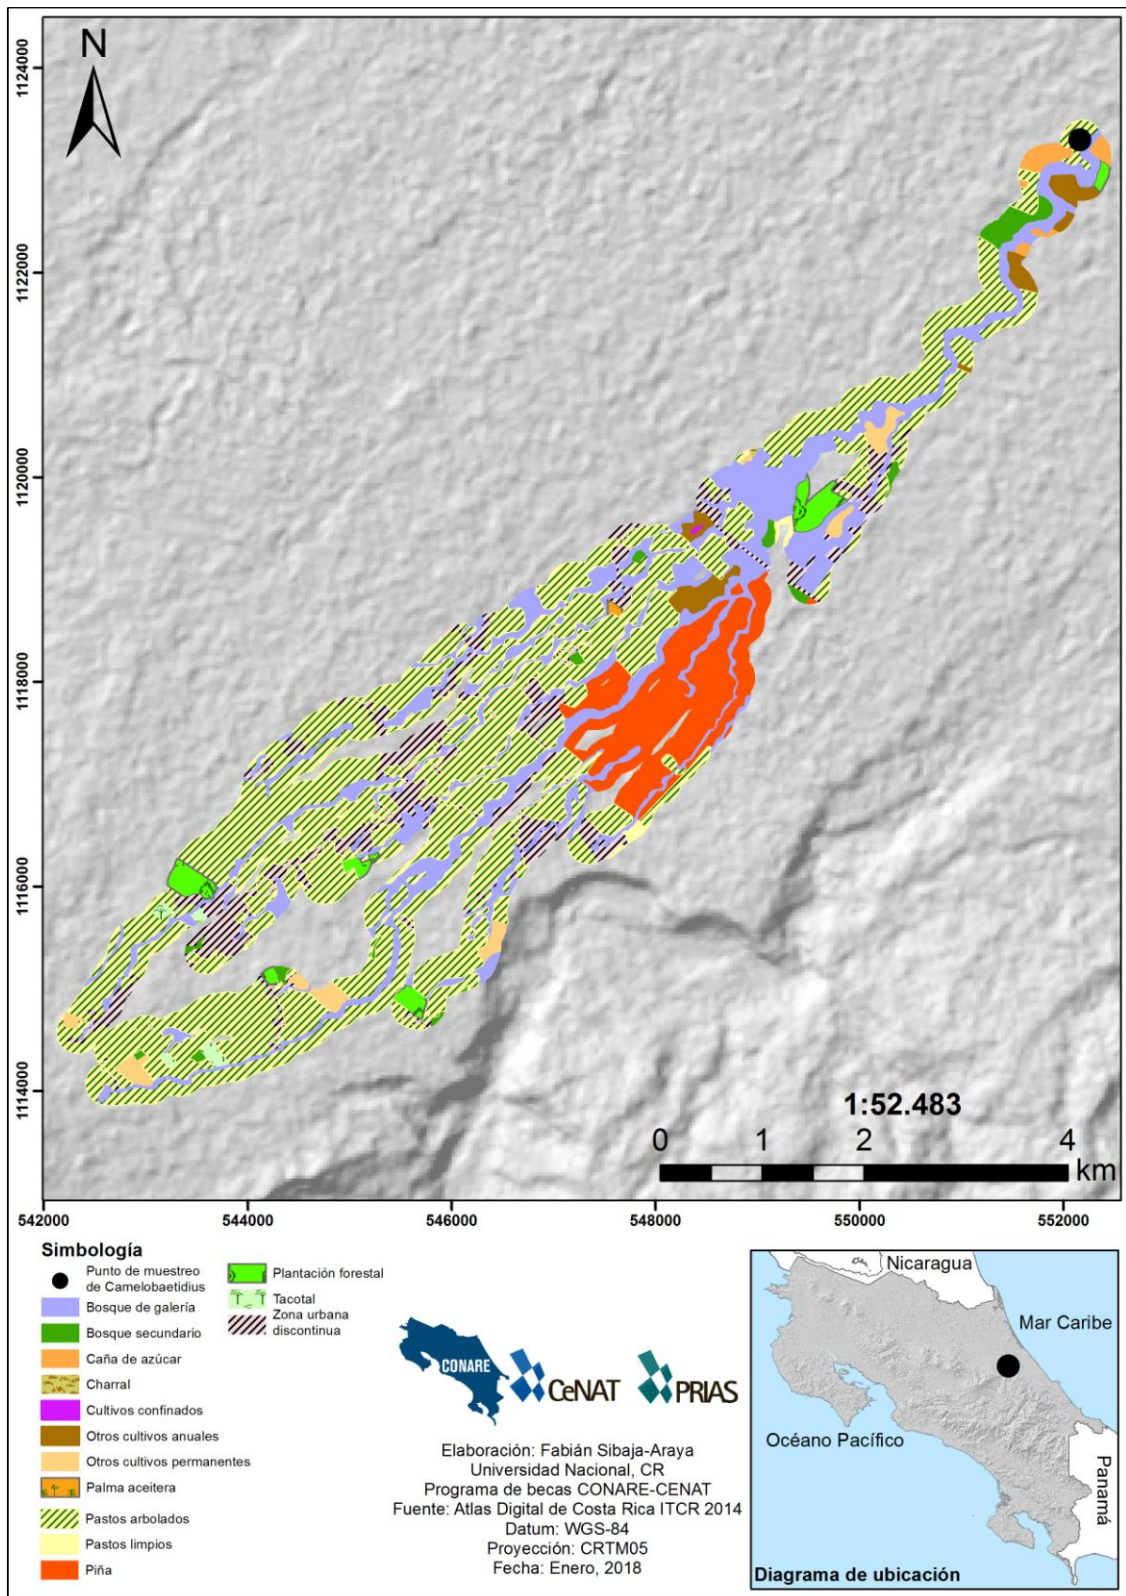 N
1124000
1122000
1120000
1118000
1116000
1114000
1:52.483
0 1 2 4
km
542000 544000 546000 548000 550000 552000
Simbología
Punto de muestreo
de Camelobaetidius
Bosque de galería
Bosque secundario
Caña de azúcar
Charral
Cultivos confinados
Otros cultivos anuales
Otros cultivos permanentes
Palma aceitera
Pastos arbolados
Pastos limpios
Piña
Plantación forestal
Tacotal
Zona urbana
discontinua
CONARE
CeNAT
PRIAS
Elaboración: Fabián Sibaja-Araya
Universidad Nacional, CR
Programa de becas CONARE-CENAT
Fuente: Atlas Digital de Costa Rica ITCR 2014
Datum: WGS-84
Proyección: CRTM05
Fecha: Enero, 2018
Nicaragua
Mar Caribe
Océano Pacífico
Panamá
Diagrama de ubicación